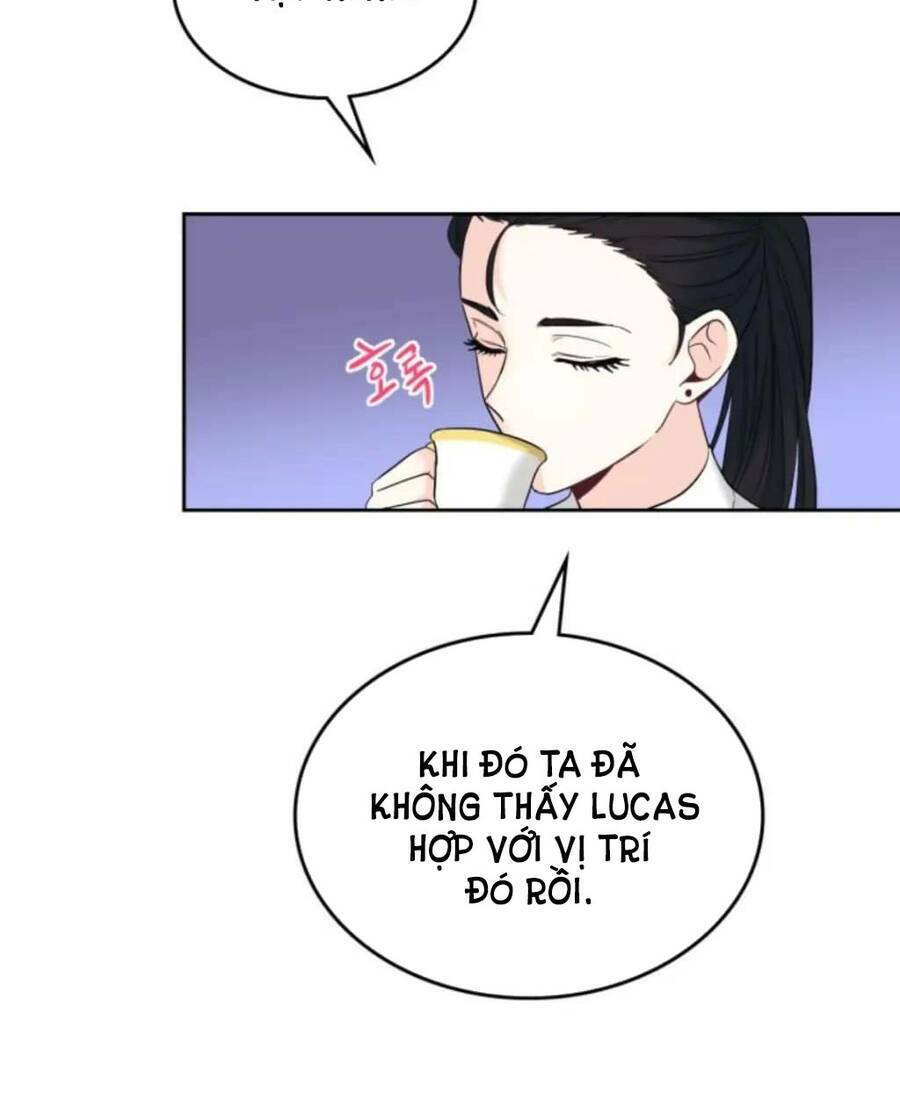 호록
KHI ĐÓ TA ĐÃ
KHÔNG THẤY LUCAS
HỢP VỚI VỊ TRÍ
ĐÓ RỒI.